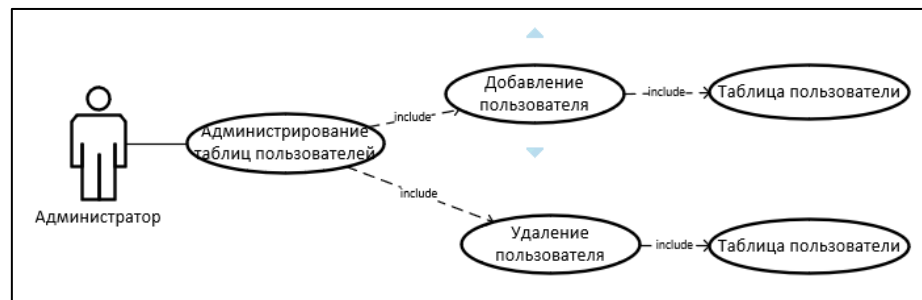 Добавление
пользователя
include
Таблица пользователи
include
Администрирование
таблиц пользователей
Администратор
include
Удаление
пользователя
include
Таблица пользователи